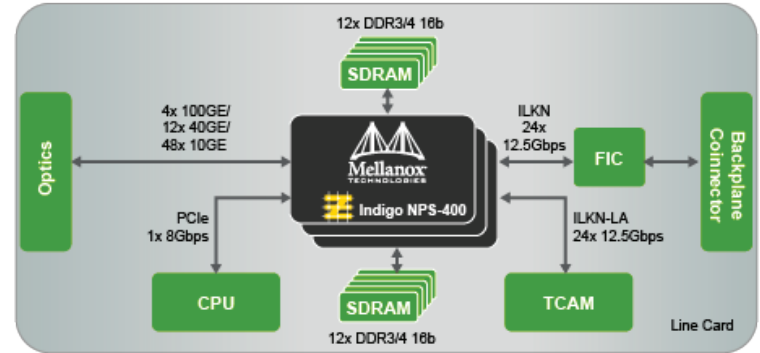 12x DDR3/4 16b
SDRAM
4x 100GE/
12x 40GE/
48x 10GE
ILKN
24x
12.5Gbps
Optics
Mellanox
TECHNOLOGIES
Indigo NPS-400
FIC
Backplane
Coinnector
PCIe
1x 8Gbps
ILKN-LA
24x 12.5Gbps
CPU
SDRAM
TCAM
12x DDR3/4 16b
Line Card